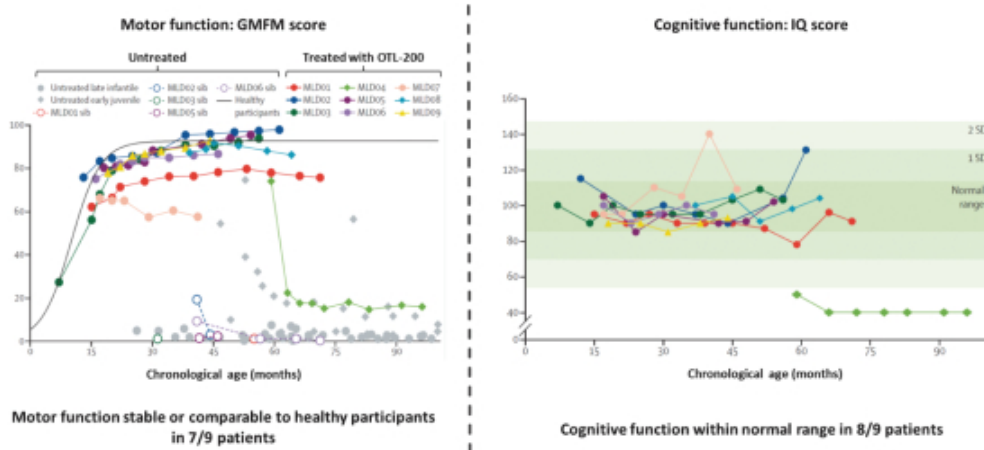 Motor function: GMFM score
Untreated
Treated with OTL-200
Untreated late infantile
Untreated early juvenile
MLD01 sib
MLD02 sib
MLD03 sib
MLD05 sib
MLD06 sib
Healthy
participants
MLD01
MLD02
MLD03
MLD04
MLD05
MLD06
MLD07
MLD08
MLD09
100
80
60
40
20
0
0 15 30 45 60 75 90
Chronological age (months)
Motor function stable or comparable to healthy participants
in 7/9 patients
Cognitive function: IQ score
160
140
120
100
80
60
40
0
2 SD
1 SD
Normal
range
0 15 30 45 60 75 90
Chronological age (months)
Cognitive function within normal range in 8/9 patients